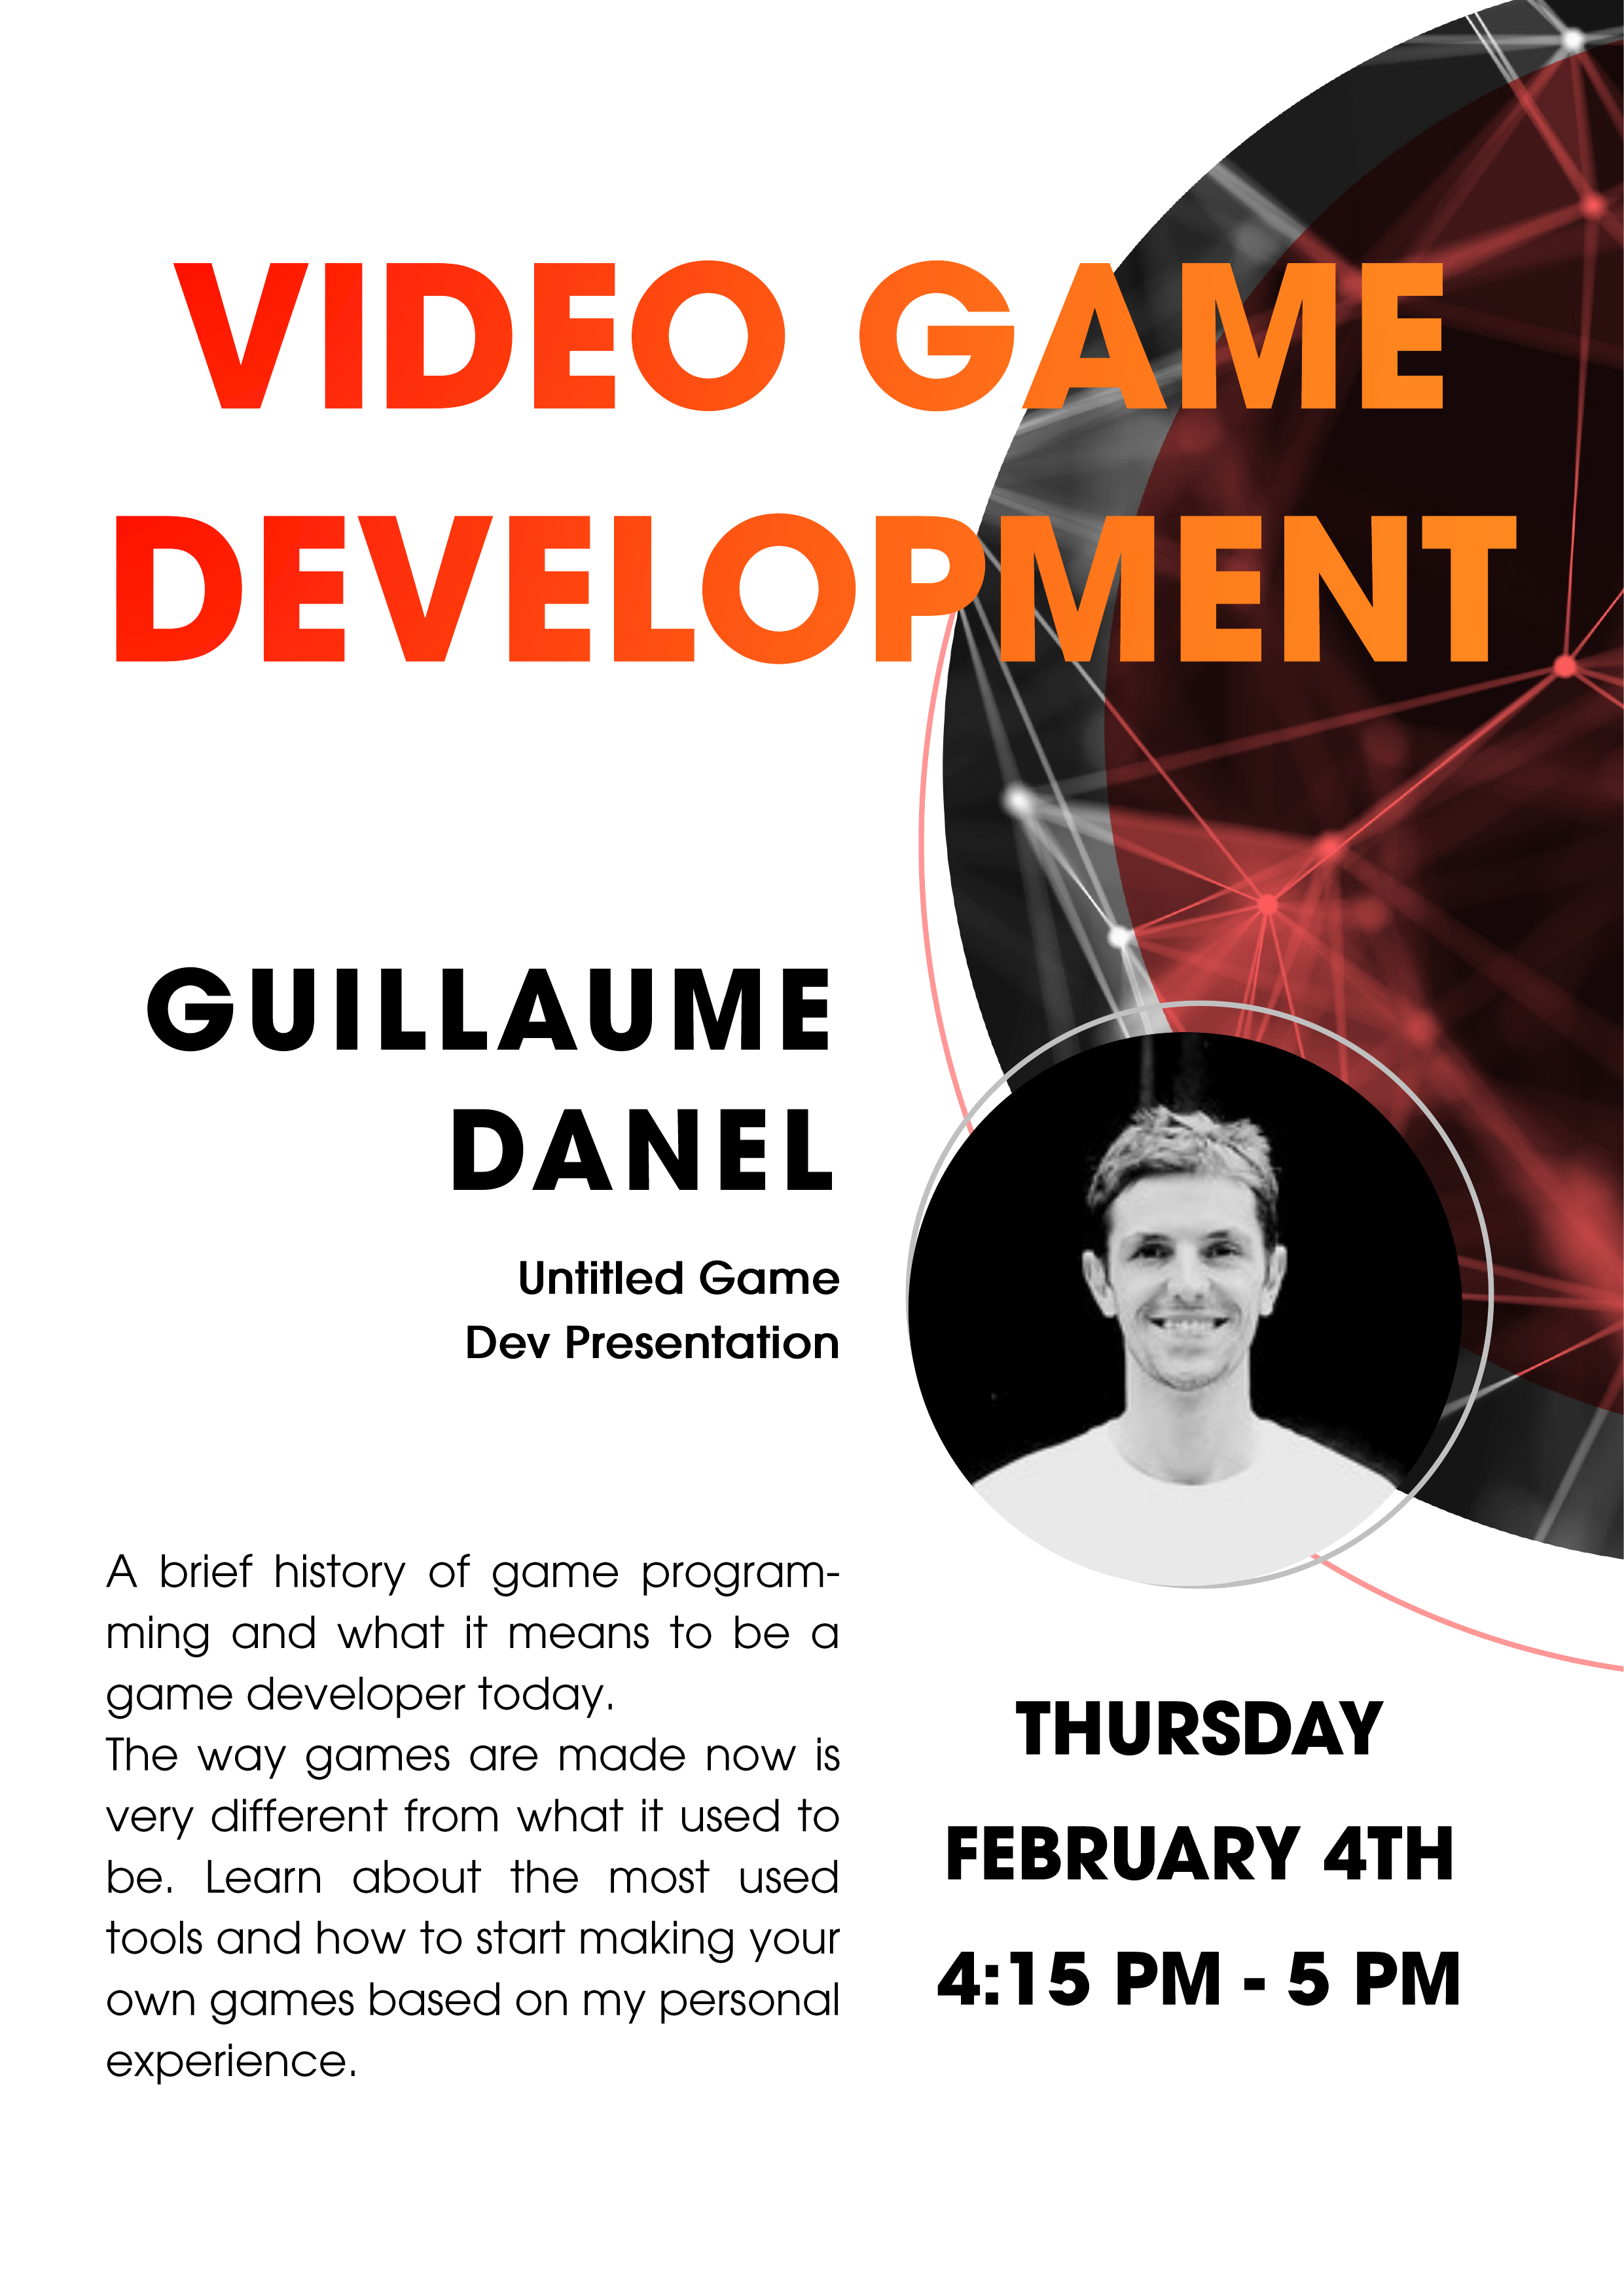 VIDEO GAME
DEVELOPMENT
GUILLAUME
DANEL
Untitled Game
Dev Presentation
A brief history of game program-
ming and what it means to be a
game developer today.
The way games are made now is
very different from what it used to
be. Learn about the most used
tools and how to start making your
own games based on my personal
experience.
THURSDAY
FEBRUARY 4TH
4:15 PM - 5 PM